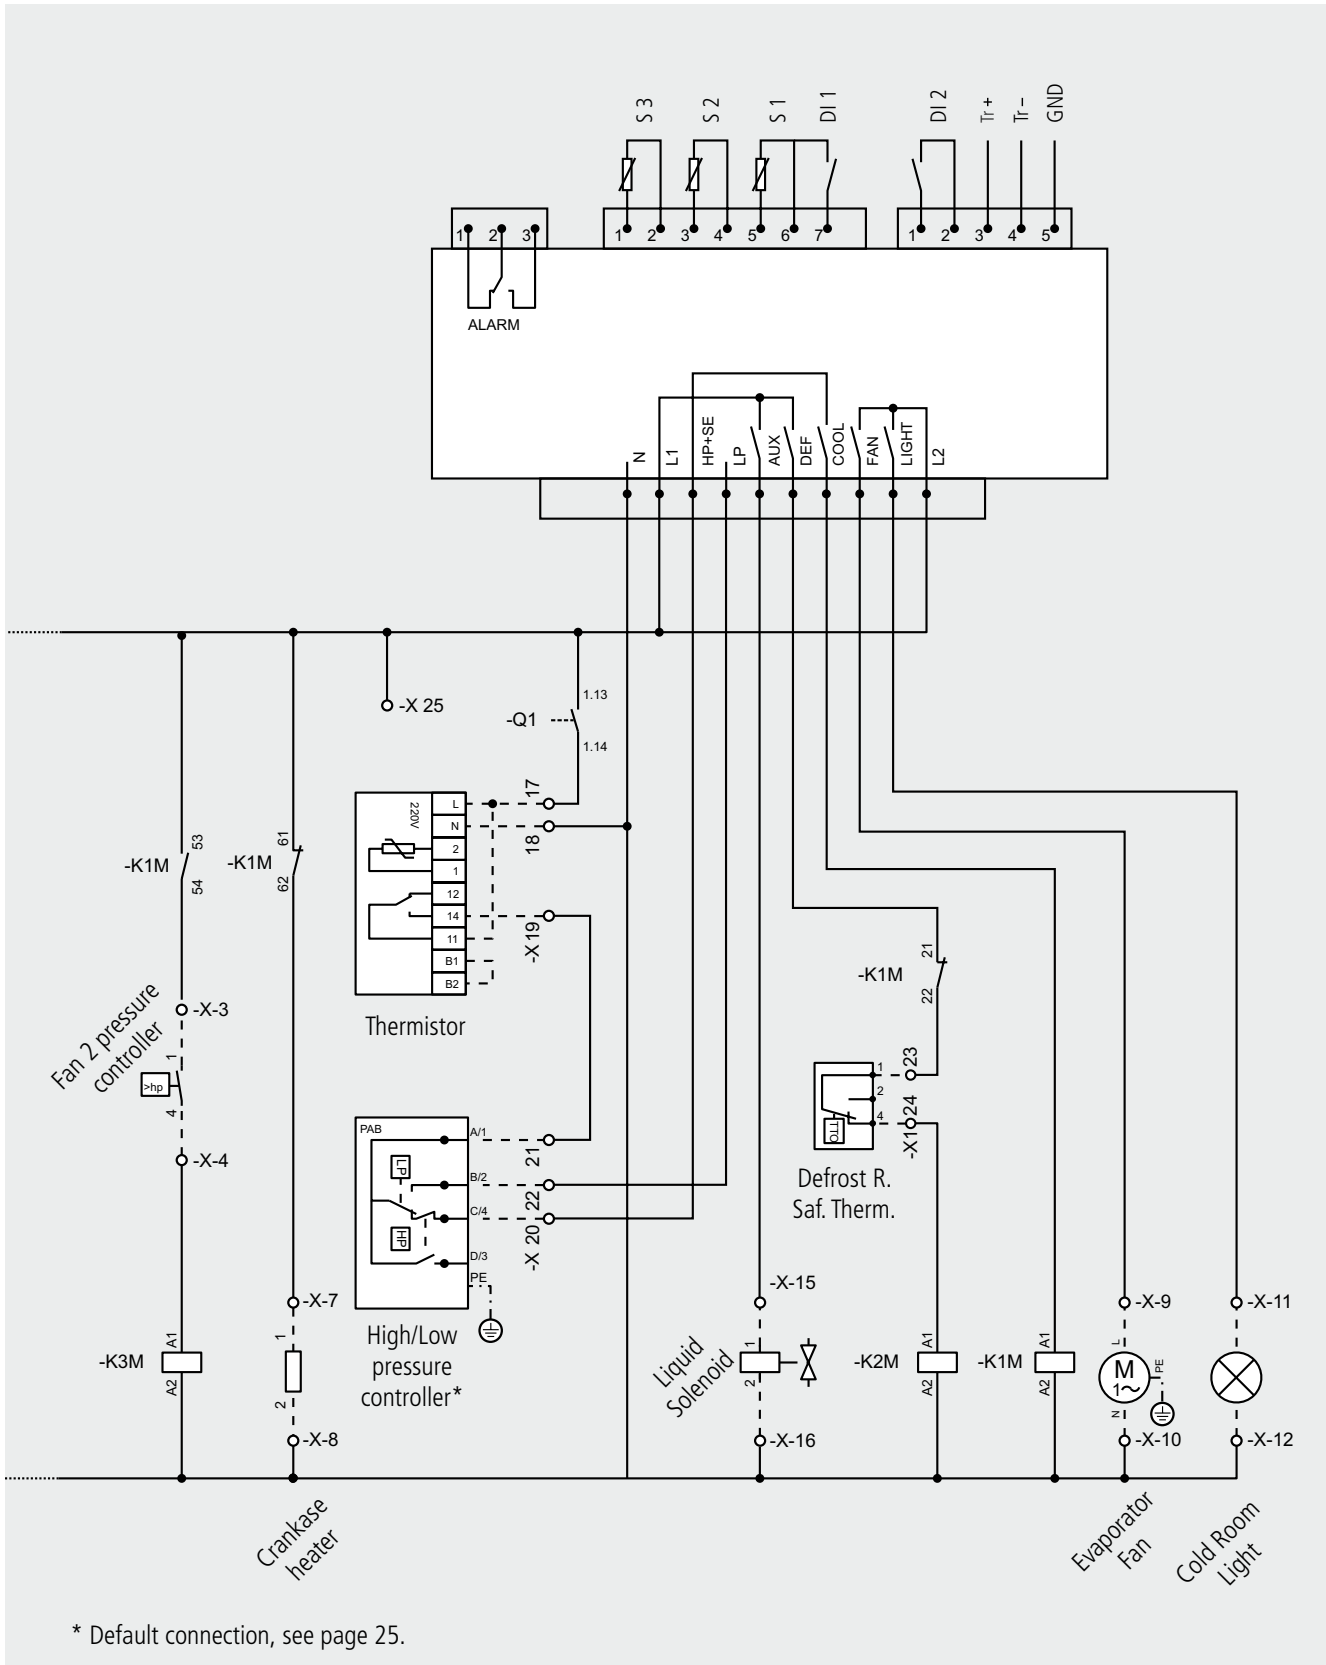 S 3
S 2
S 1
DI 1
DI 2
Tr +
Tr –
GND
1 2 3
1 2 3 4 5 6 7
1 2 3 4 5
ALARM
N
L1
HP+SE
LP
AUX
DEF
COOL
FAN
LIGHT
L2
-X 25
-Q1
1.13
1.14
17
18
220V
L
N
2
1
12
14
11
B1
B2
-X19
Thermistor
-K1M
53
54
-K1M
61
62
-K1M
21
22
Fan 2 pressure
controller
-X-3
1
>hp
4
-X-4
23
-X1 24
1
2
4
TTO
Defrost R.
Saf. Therm.
PAB
LP
HP
A/1
B/2
C/4
D/3
PE
21
22
-X 20
High/Low
pressure
controller*
-X-7
1
2
-X-8
-K3M
A1
A2
-X-15
Liquid
Solenoid
1
2
-X-16
-K2M
A1
A2
-K1M
A1
A2
-X-9
L
M
1~
PE
N
-X-10
-X-11
-X-12
Crankase
heater
Evaporator
Fan
Cold Room
Light
* Default connection, see page 25.